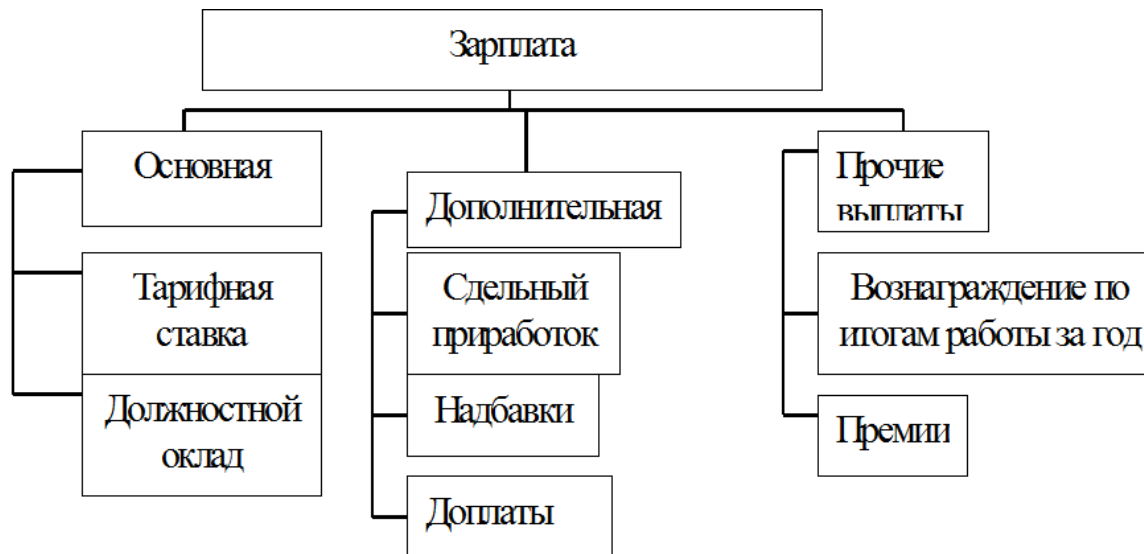 Зарплата
Основная
Тарифная
ставка
Должностной
оклад
Дополнительная
Сдельный
приработок
Надбавки
Доплаты
Прочие
выплаты
Вознаграждение по
итогам работы за год
Премии